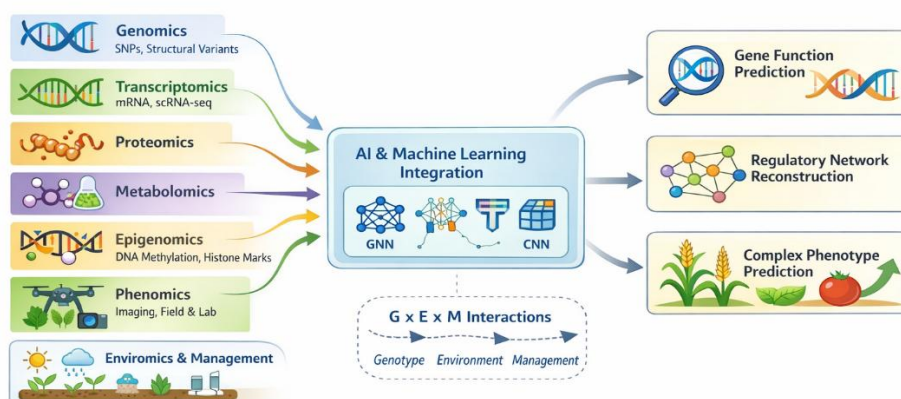 Genomics
SNPs, Structural Variants
Transcriptomics
mRNA, scRNA-seq
Proteomics
Metabolomics
Epigenomics
DNA Methylation, Histone Marks
Phenomics
Imaging, Field & Lab
Enviromics & Management
AI & Machine Learning
Integration
GNN
CNN
G x E x M Interactions
Genotype Environment Management
Gene Function
Prediction
Regulatory Network
Reconstruction
Complex Phenotype
Prediction